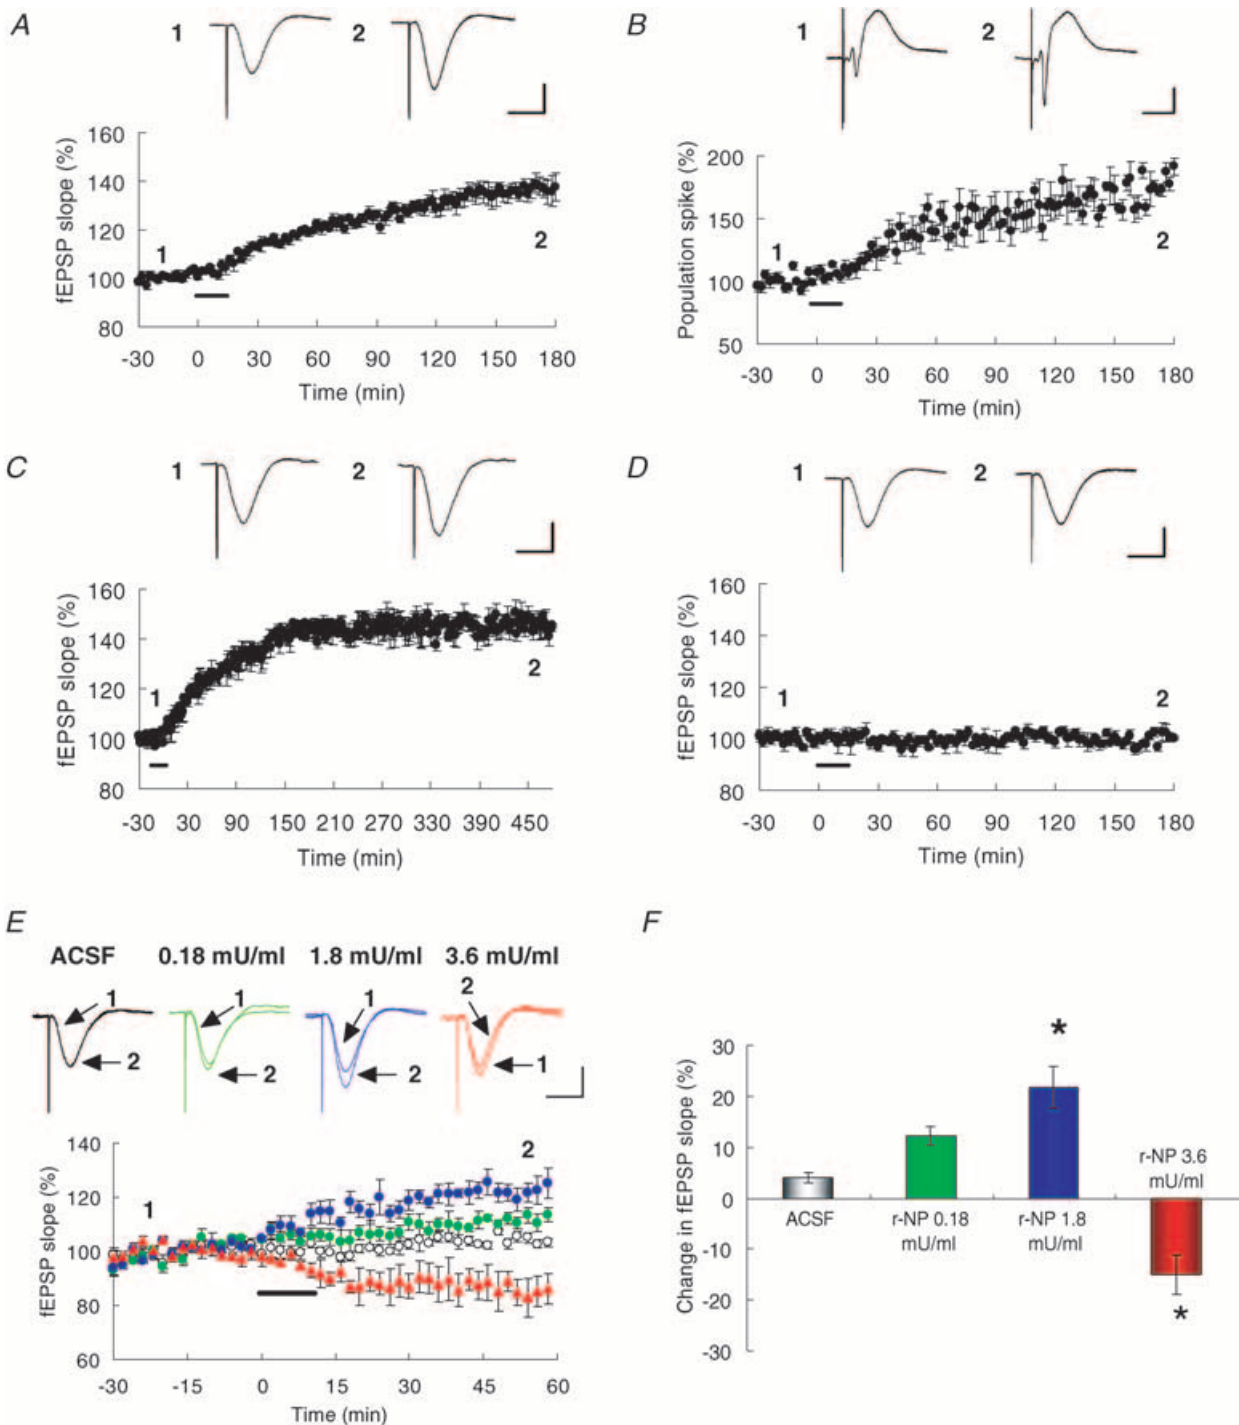 A
1
2
fEPSP slope (%)
160
140
120
100
80
1
2
-30 0 30 60 90 120 150 180
Time (min)
B
1
2
Population spike (%)
200
150
100
50
1
2
-30 0 30 60 90 120 150 180
Time (min)
C
1
2
fEPSP slope (%)
160
140
120
100
80
1
2
-30 30 90 150 210 270 330 390 450
Time (min)
D
1
2
fEPSP slope (%)
160
140
120
100
80
1
2
-30 0 30 60 90 120 150 180
Time (min)
E
ACSF 0.18 mU/ml 1.8 mU/ml 3.6 mU/ml
1
2
1
2
1
2
2
1
fEPSP slope (%)
140
120
100
80
60
1
2
-30 -15 0 15 30 45 60
Time (min)
F
Change in fEPSP slope (%)
30
20
10
0
-10
-20
-30
*
r-NP 3.6
mU/ml
ACSF
r-NP 0.18
mU/ml
r-NP 1.8
mU/ml
*